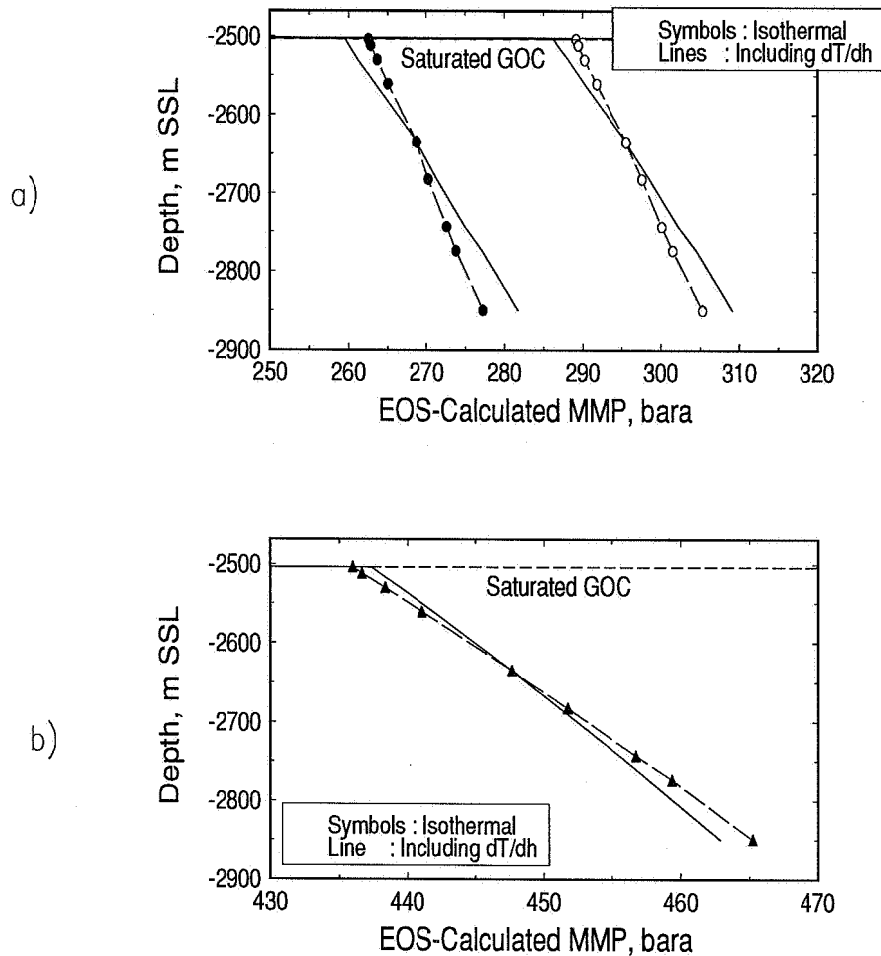 a)
Symbols : Isothermal
Lines : Including dT/dh
Saturated GOC
Depth, m SSL
-2500
-2600
-2700
-2800
-2900
250 260 270 280 290 300 310 320
EOS-Calculated MMP, bara
b)
Saturated GOC
Depth, m SSL
-2500
-2600
-2700
-2800
-2900
Symbols : Isothermal
Line : Including dT/dh
430 440 450 460 470
EOS-Calculated MMP, bara